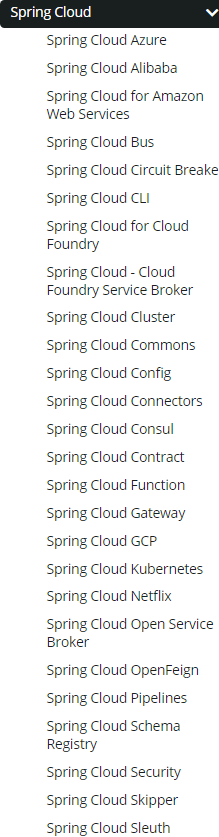 Spring Cloud
Spring Cloud Azure
Spring Cloud Alibaba
Spring Cloud for Amazon
Web Services
Spring Cloud Bus
Spring Cloud Circuit Breake
Spring Cloud CLI
Spring Cloud for Cloud
Foundry
Spring Cloud - Cloud
Foundry Service Broker
Spring Cloud Cluster
Spring Cloud Commons
Spring Cloud Config
Spring Cloud Connectors
Spring Cloud Consul
Spring Cloud Contract
Spring Cloud Function
Spring Cloud Gateway
Spring Cloud GCP
Spring Cloud Kubernetes
Spring Cloud Netflix
Spring Cloud Open Service
Broker
Spring Cloud OpenFeign
Spring Cloud Pipelines
Spring Cloud Schema
Registry
Spring Cloud Security
Spring Cloud Skipper
Spring Cloud Sleuth